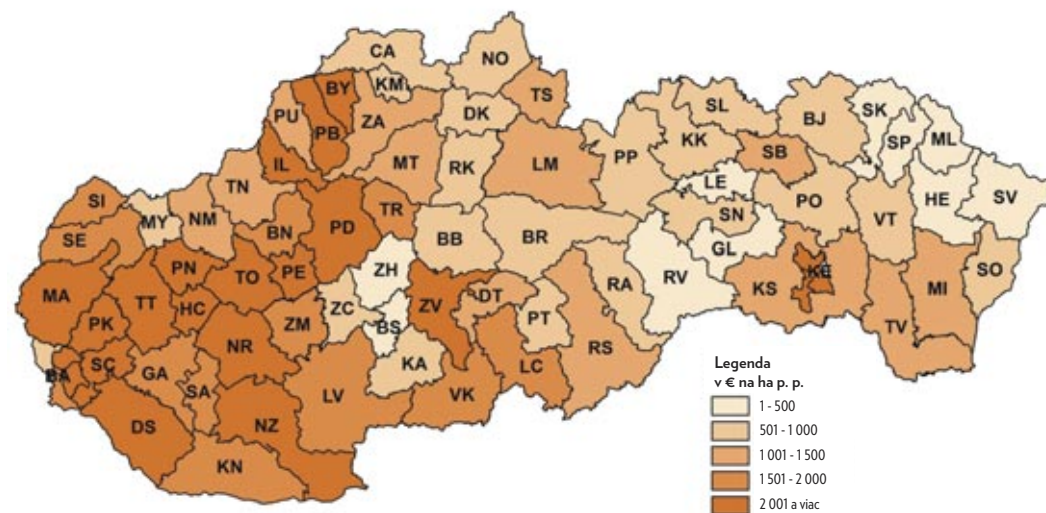 CA
NO
BY
KM
TS
PU
PB
ZA
DK
SL
BJ
SK
KK
SP
ML
IL
MT
RK
LM
PP
SB
TN
LE
HE
SV
SI
MY
NM
TR
SN
PO
VT
SE
BN
PD
BB
BR
GL
PN
TO
PE
ZH
RV
SO
MA
TT
HC
ZC
ZV
DT
RA
KS
KE
MI
PK
ZM
BS
PT
TV
NR
RS
BA
SC
GA
KA
LC
SA
LV
VK
DS
NZ
KN
Legenda
v € na ha p. p.
1 - 500
501 - 1 000
1 001 - 1 500
1 501 - 2 000
2 001 a viac